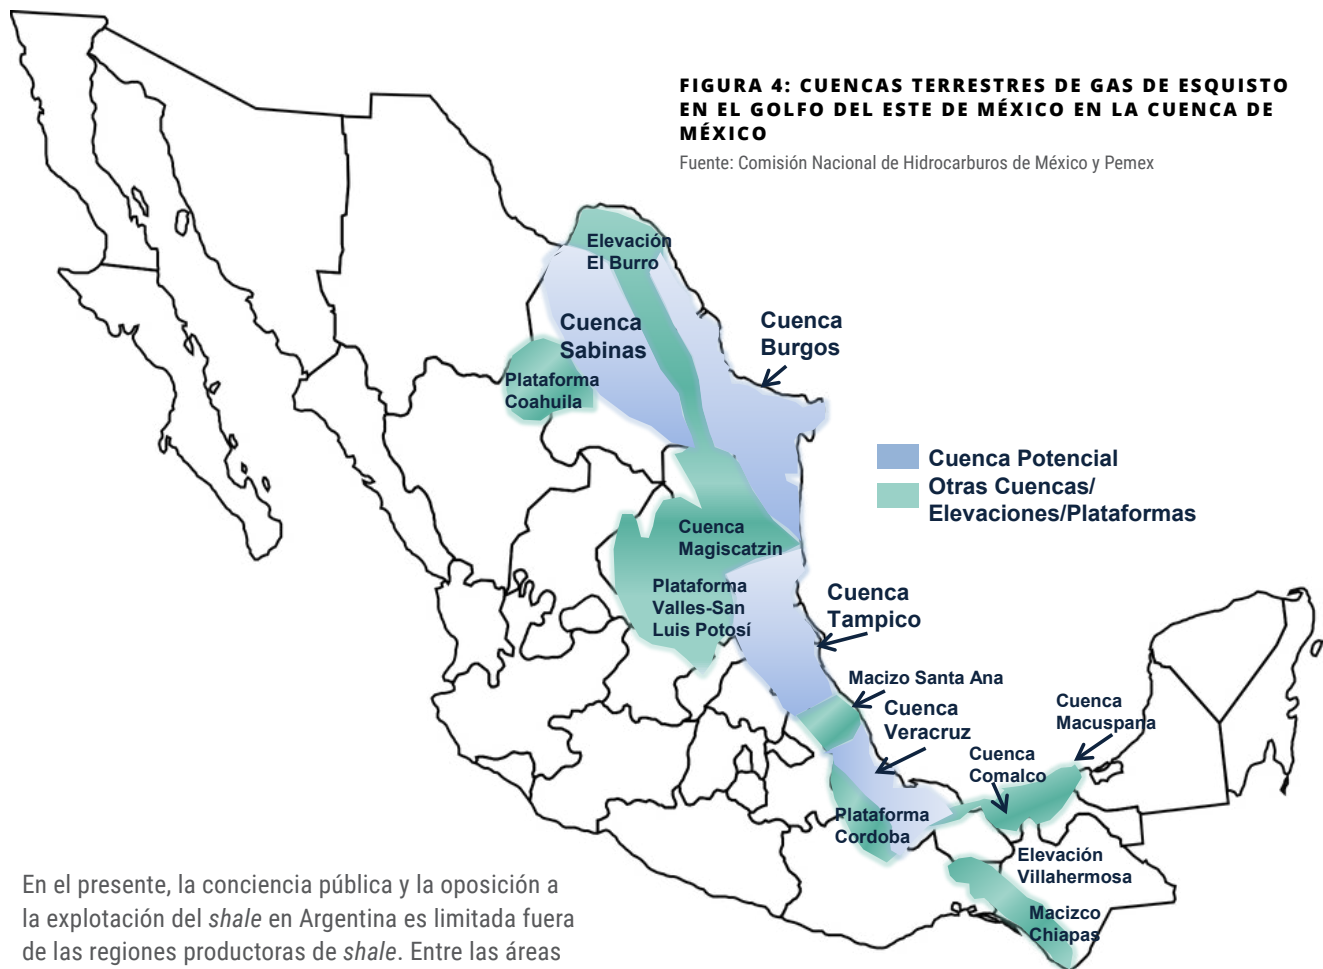 FIGURA 4: CUENCAS TERRESTRES DE GAS DE ESQUISTO
EN EL GOLFO DEL ESTE DE MÉXICO EN LA CUENCA DE
MÉXICO
Fuente: Comisión Nacional de Hidrocarburos de México y Pemex
Elevación
El Burro
Cuenca
Sabinas
Cuenca
Burgos
Plataforma
Coahuila
Cuenca Potencial
Otras Cuencas/
Elevaciones/Plataformas
Cuenca
Magiscatzin
Plataforma
Valles-San
Luis Potosí
Cuenca
Tampico
Macizo Santa Ana
Cuenca
Veracruz
Cuenca
Macuspana
Cuenca
Comalco
Plataforma
Cordoba
Elevación
Villahermosa
Macizco
Chiapas
En el presente, la conciencia pública y la oposición a
la explotación del shale en Argentina es limitada fuera
de las regiones productoras de shale. Entre las áreas